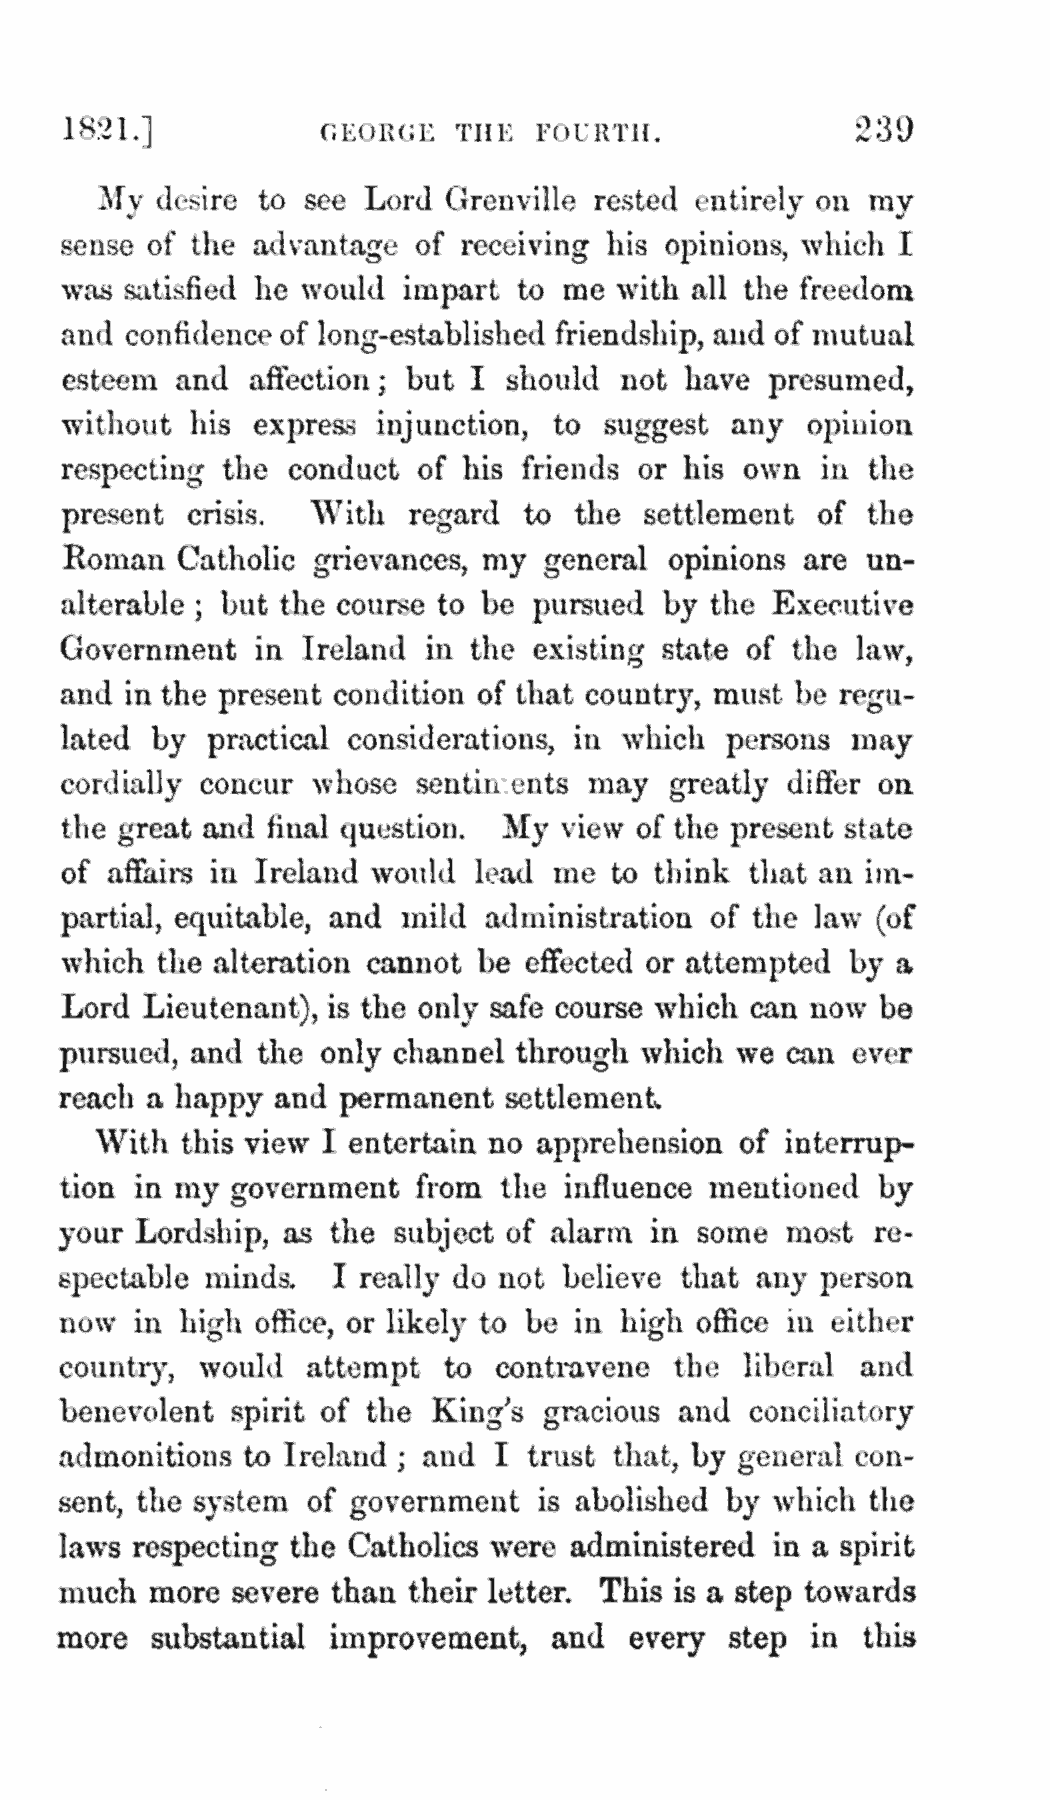 1821.] GEORGE THE FOURTH. 239
My desire to see Lord Grenville rested entirely on my
sense of the advantage of receiving his opinions, which I
was satisfied he would impart to me with all the freedom
and confidence of long-established friendship, and of mutual
esteem and affection; but I should not have presumed,
without his express injunction, to suggest any opinion
respecting the conduct of his friends or his own in the
present crisis. With regard to the settlement of the
Roman Catholic grievances, my general opinions are un-
alterable ; but the course to be pursued by the Executive
Government in Ireland in the existing state of the law,
and in the present condition of that country, must be regu-
lated by practical considerations, in which persons may
cordially concur whose sentiments may greatly differ on
the great and final question. My view of the present state
of affairs in Ireland would lead me to think that an im-
partial, equitable, and mild administration of the law (of
which the alteration cannot be effected or attempted by a
Lord Lieutenant), is the only safe course which can now be
pursued, and the only channel through which we can ever
reach a happy and permanent settlement.
With this view I entertain no apprehension of interrup-
tion in my government from the influence mentioned by
your Lordship, as the subject of alarm in some most re-
spectable minds. I really do not believe that any person
now in high office, or likely to be in high office in either
country, would attempt to contravene the liberal and
benevolent spirit of the King's gracious and conciliatory
admonitions to Ireland ; and I trust that, by general con-
sent, the system of government is abolished by which the
laws respecting the Catholics were administered in a spirit
much more severe than their letter. This is a step towards
more substantial improvement, and every step in this